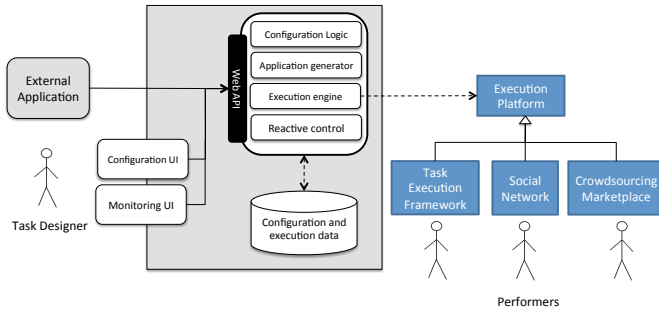 Configuration Logic
Application generator
Execution engine
Reactive control
Web API
External
Application
Configuration UI
Monitoring UI
Task Designer
Configuration and
execution data
Execution
Platform
Task
Execution
Framework
Social
Network
Crowdsourcing
Marketplace
Performers